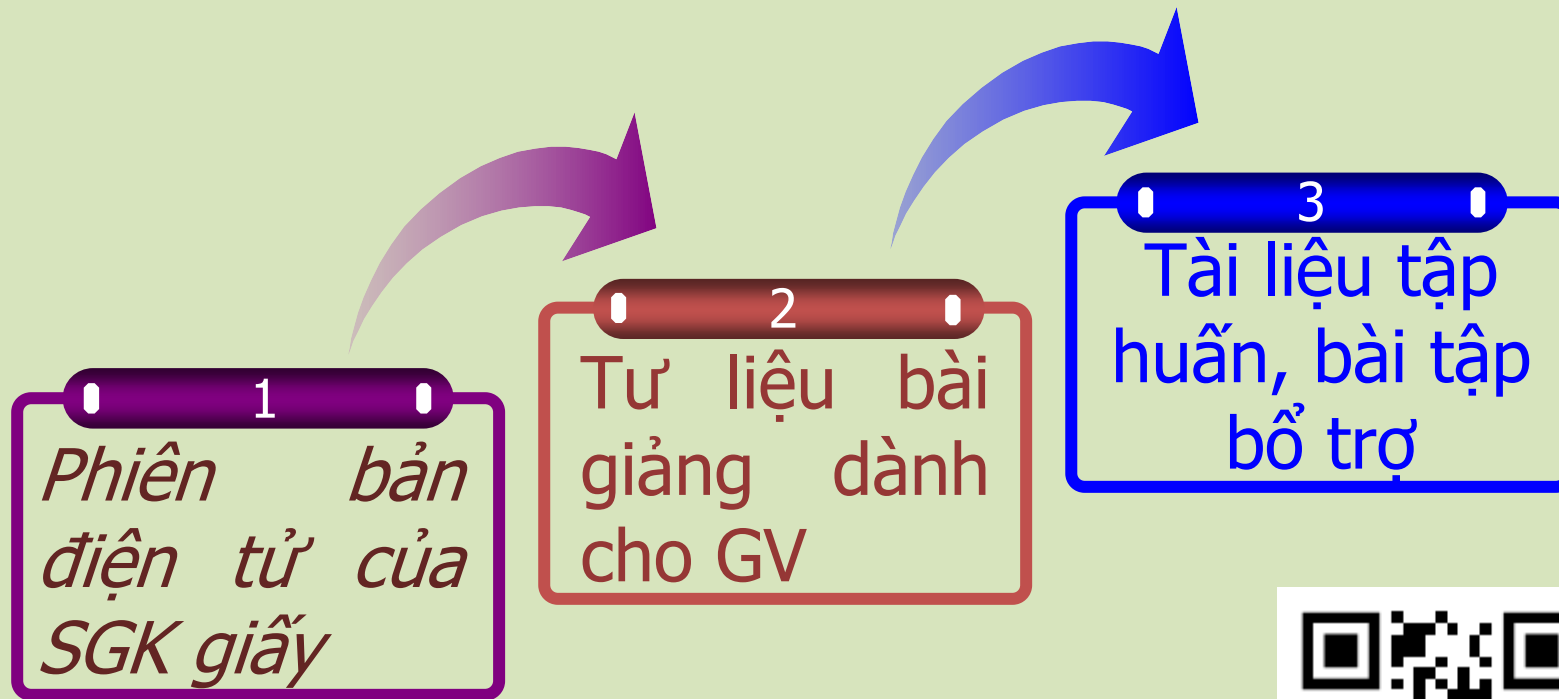 1
Phiên bản
điện tử của
SGK giấy
2
Tư liệu bài
giảng dành
cho GV
3
Tài liệu tập
huấn, bài tập
bổ trợ